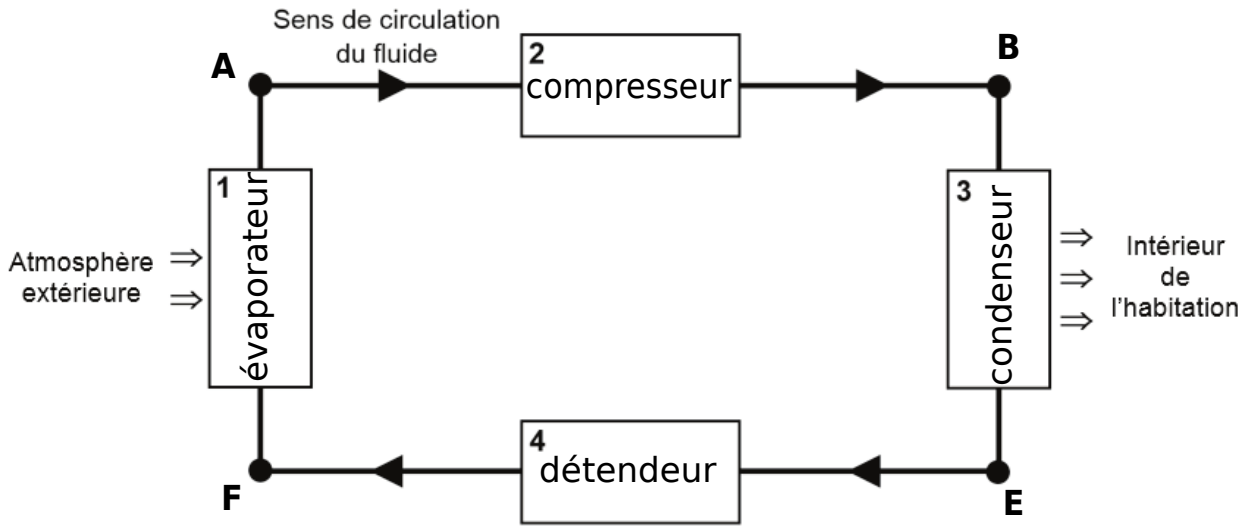 Sens de circulation
du fluide
A
2
compresseur
B
1
évaporateur
3
condenseur
Atmosphère
extérieure
Intérieur
de
l'habitation
4
détendeur
F
E